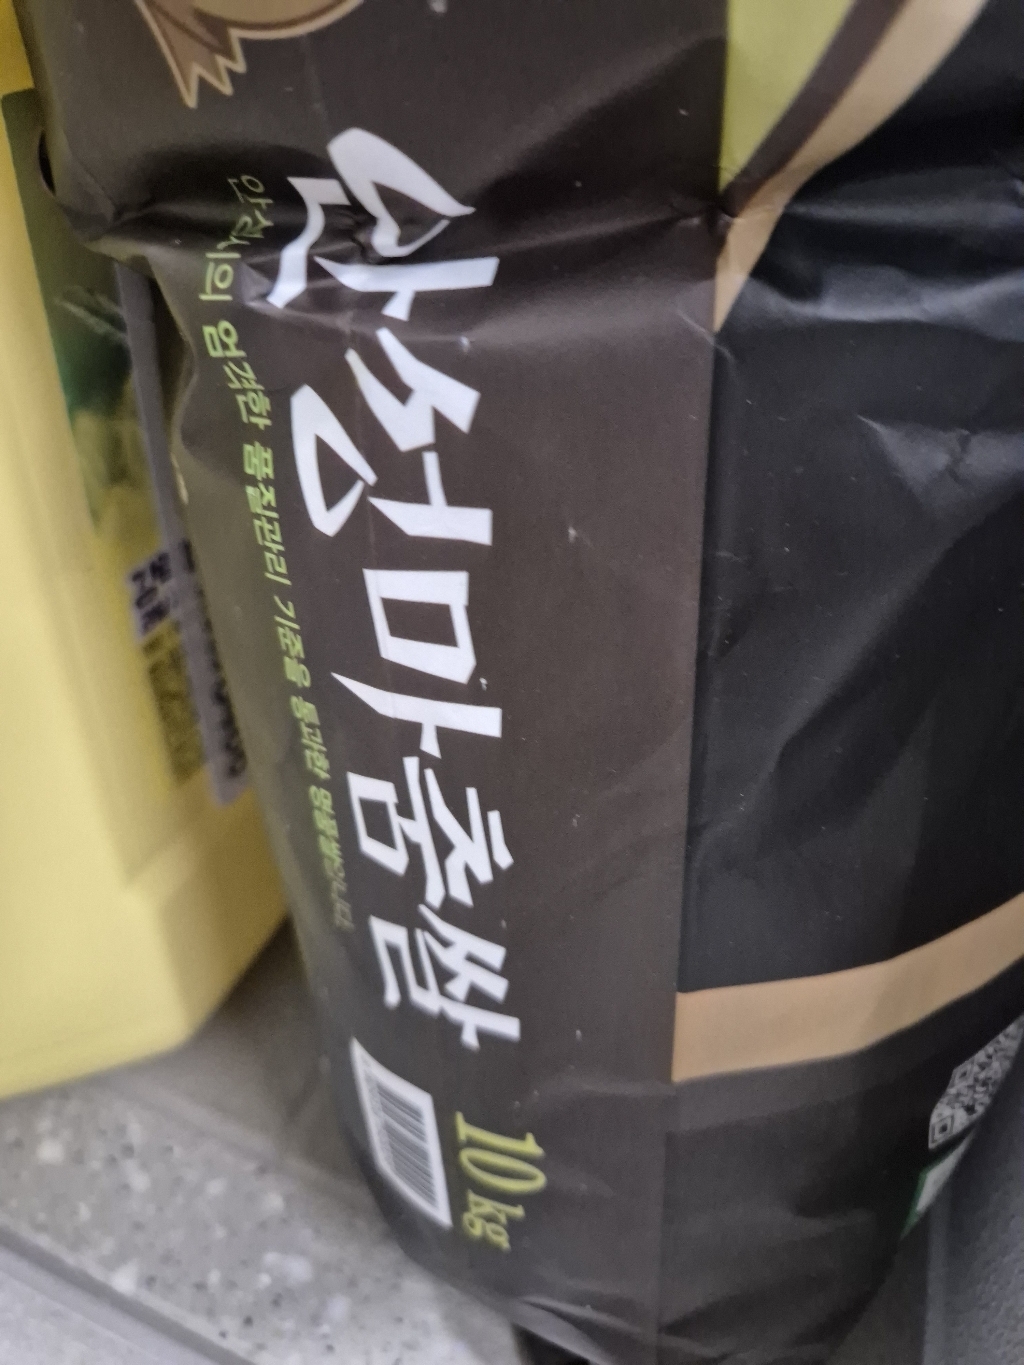 안성마춤쌀
안성시의 엄격한 품질관리 기준을 통과한 명품쌀입니다.
10kg